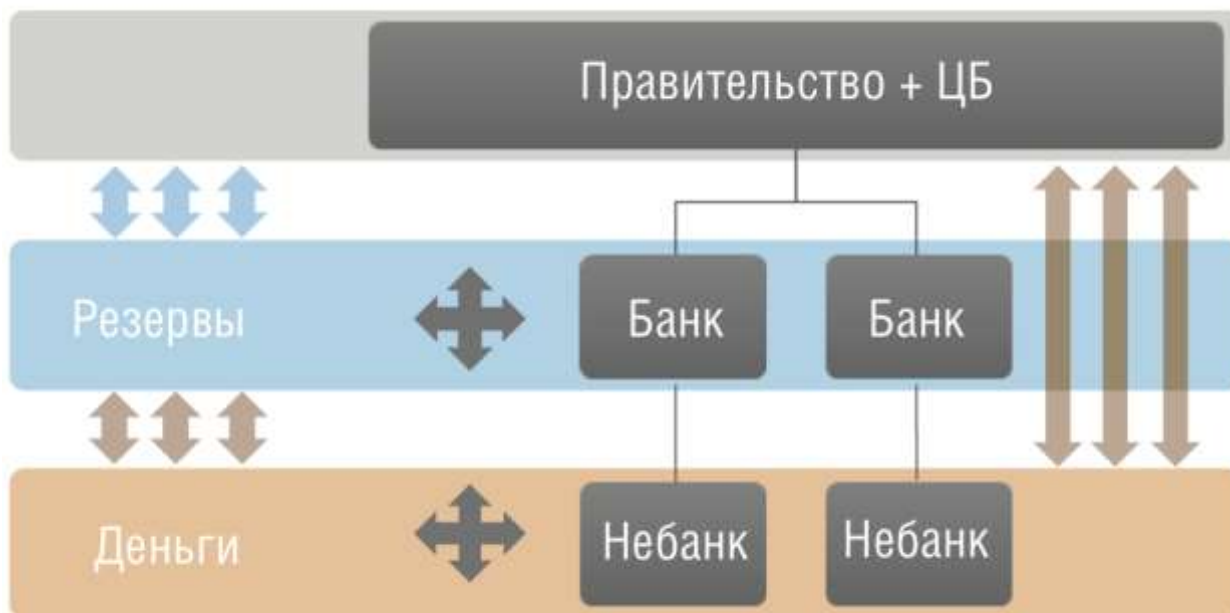 Правительство + ЦБ
Резервы
Банк
Банк
Деньги
Небанк
Небанк